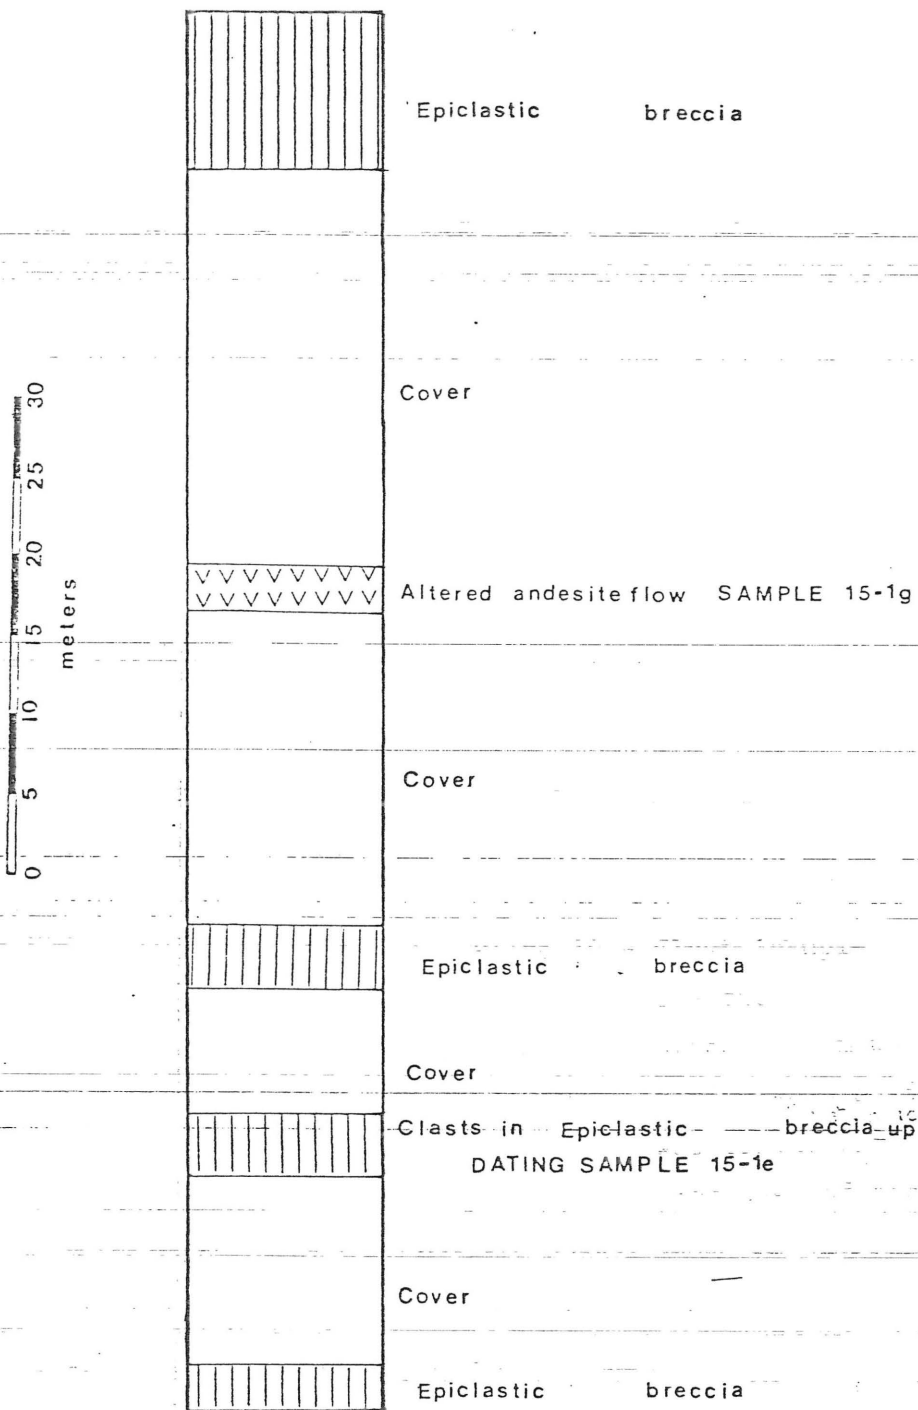 Epiclastic breccia
Cover
30
25
20
15
10
5
0
meters
Altered andesite flow SAMPLE 15-1g
Cover
Epiclastic breccia
Cover
Clasts in Epiclastic breccia up
DATING SAMPLE 15-1e
Cover
Epiclastic breccia